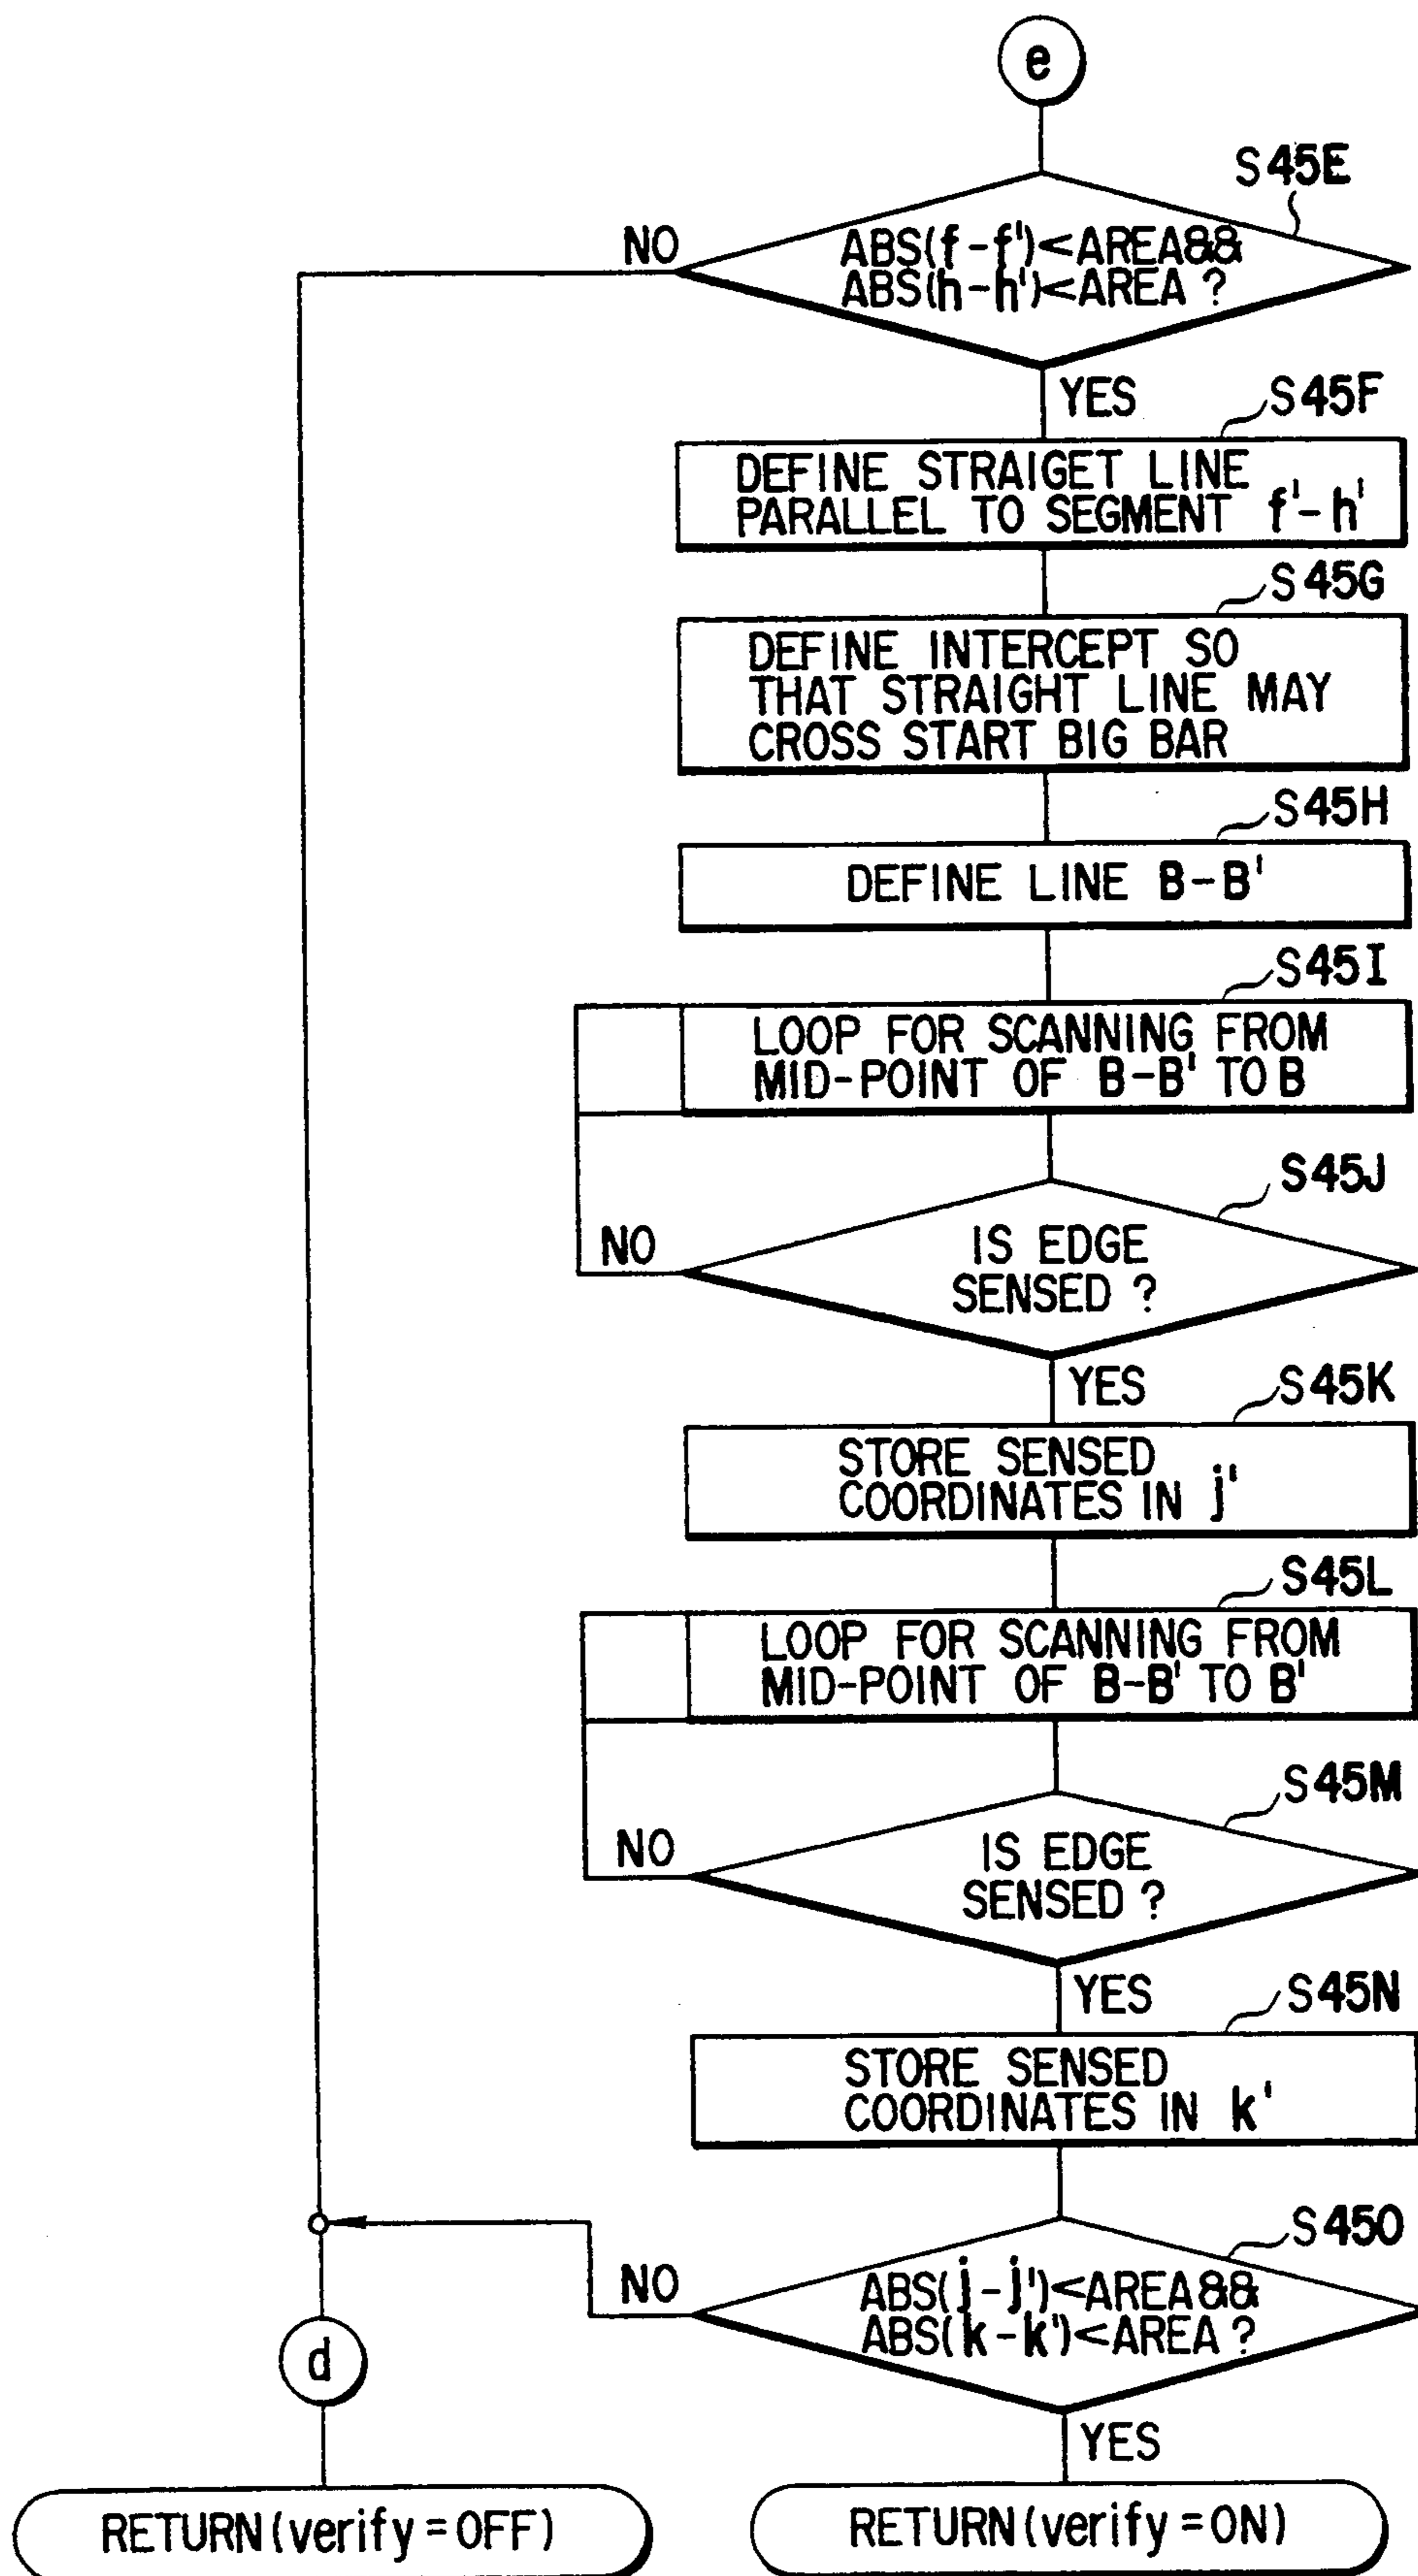 e
S45E
ABS(f-f')<AREA&&
ABS(h-h')<AREA ?
NO
YES
S45F
DEFINE STRAIGET LINE
PARALLEL TO SEGMENT f'-h'
S45G
DEFINE INTERCEPT SO
THAT STRAIGHT LINE MAY
CROSS START BIG BAR
S45H
DEFINE LINE B-B'
S45I
LOOP FOR SCANNING FROM
MID-POINT OF B-B' TO B
S45J
IS EDGE
SENSED ?
NO
YES
S45K
STORE SENSED
COORDINATES IN j'
S45L
LOOP FOR SCANNING FROM
MID-POINT OF B-B' TO B'
S45M
IS EDGE
SENSED ?
NO
YES
S45N
STORE SENSED
COORDINATES IN k'
S45O
ABS(j-j')<AREA&&
ABS(k-k')<AREA ?
NO
YES
d
RETURN(verify=OFF)
RETURN(verify=ON)